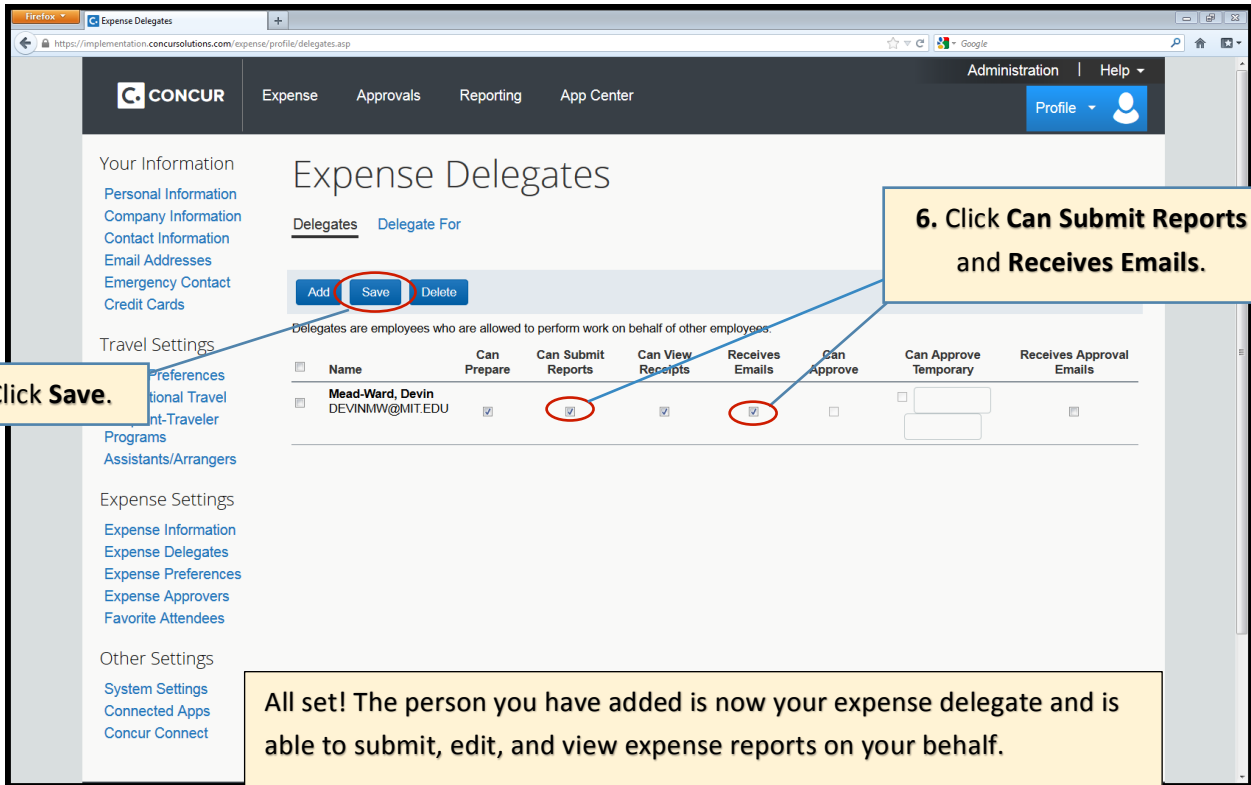 Firefox
Expense Delegates
+
https://implementation.concursolutions.com/expense/profile/delegates.asp
Google
Administration | Help
C. CONCUR
Expense Approvals Reporting App Center
Profile
Your Information
Personal Information
Company Information
Contact Information
Email Addresses
Emergency Contact
Credit Cards
Travel Settings
Preferences
tional Travel
nt-Traveler
Programs
Assistants/Arrangers
Expense Settings
Expense Information
Expense Delegates
Expense Preferences
Expense Approvers
Favorite Attendees
Other Settings
System Settings
Connected Apps
Concur Connect
Expense Delegates
Delegates Delegate For
Add Save Delete
Delegates are employees who are allowed to perform work on behalf of other employees.
Name Can Prepare Can Submit Reports Can View Receipts Receives Emails Can Approve Can Approve Temporary Receives Approval Emails
Mead-Ward, Devin
DEVINMW@MIT.EDU
6. Click Can Submit Reports
and Receives Emails.
lick Save.
All set! The person you have added is now your expense delegate and is
able to submit, edit, and view expense reports on your behalf.